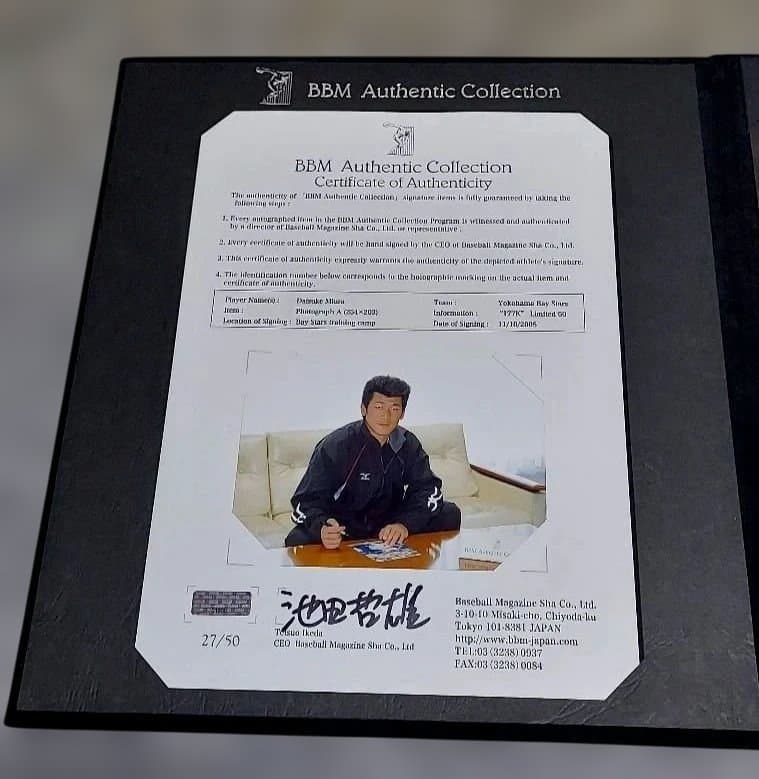 BBM Authentic Collection
BBM Authentic Collection
Certificate of Authenticity
The authenticity of 「BBM Authentic Collection」 signature items is fully guaranteed by taking the
following steps :
1. Every autographed item in the BBM Authentic Collection Program is witnessed and authenticated
by a director of Baseball Magazine Sha Co., Ltd. or representative .
2. Every certificate of authenticity will be hand signed by the CEO of Baseball Magazine Sha Co., Ltd.
3. This certificate of authenticity expressly warrants the authenticity of the depicted athlete's signature.
4. The identification number below corresponds to the holographic marking on the actual item and
certificate of authenticity.
Player Name(s) : Daisuke Miura Team : Yokohama Bay Stars
Item : Photograph A (254×203) Information : "177K" Limited 50
Location of Signing : Bay Stars training camp Date of Signing : 11/10/2005
池田哲雄
27/50
Tetsuo Ikeda
CEO Baseball Magazine Sha Co., Ltd
Baseball Magazine Sha Co., Ltd.
3-10-10 Misaki-cho, Chiyoda-ku
Tokyo 101-8381 JAPAN
http://www.bbm-japan.com
TEL:03 (3238) 0937
FAX:03 (3238) 0084